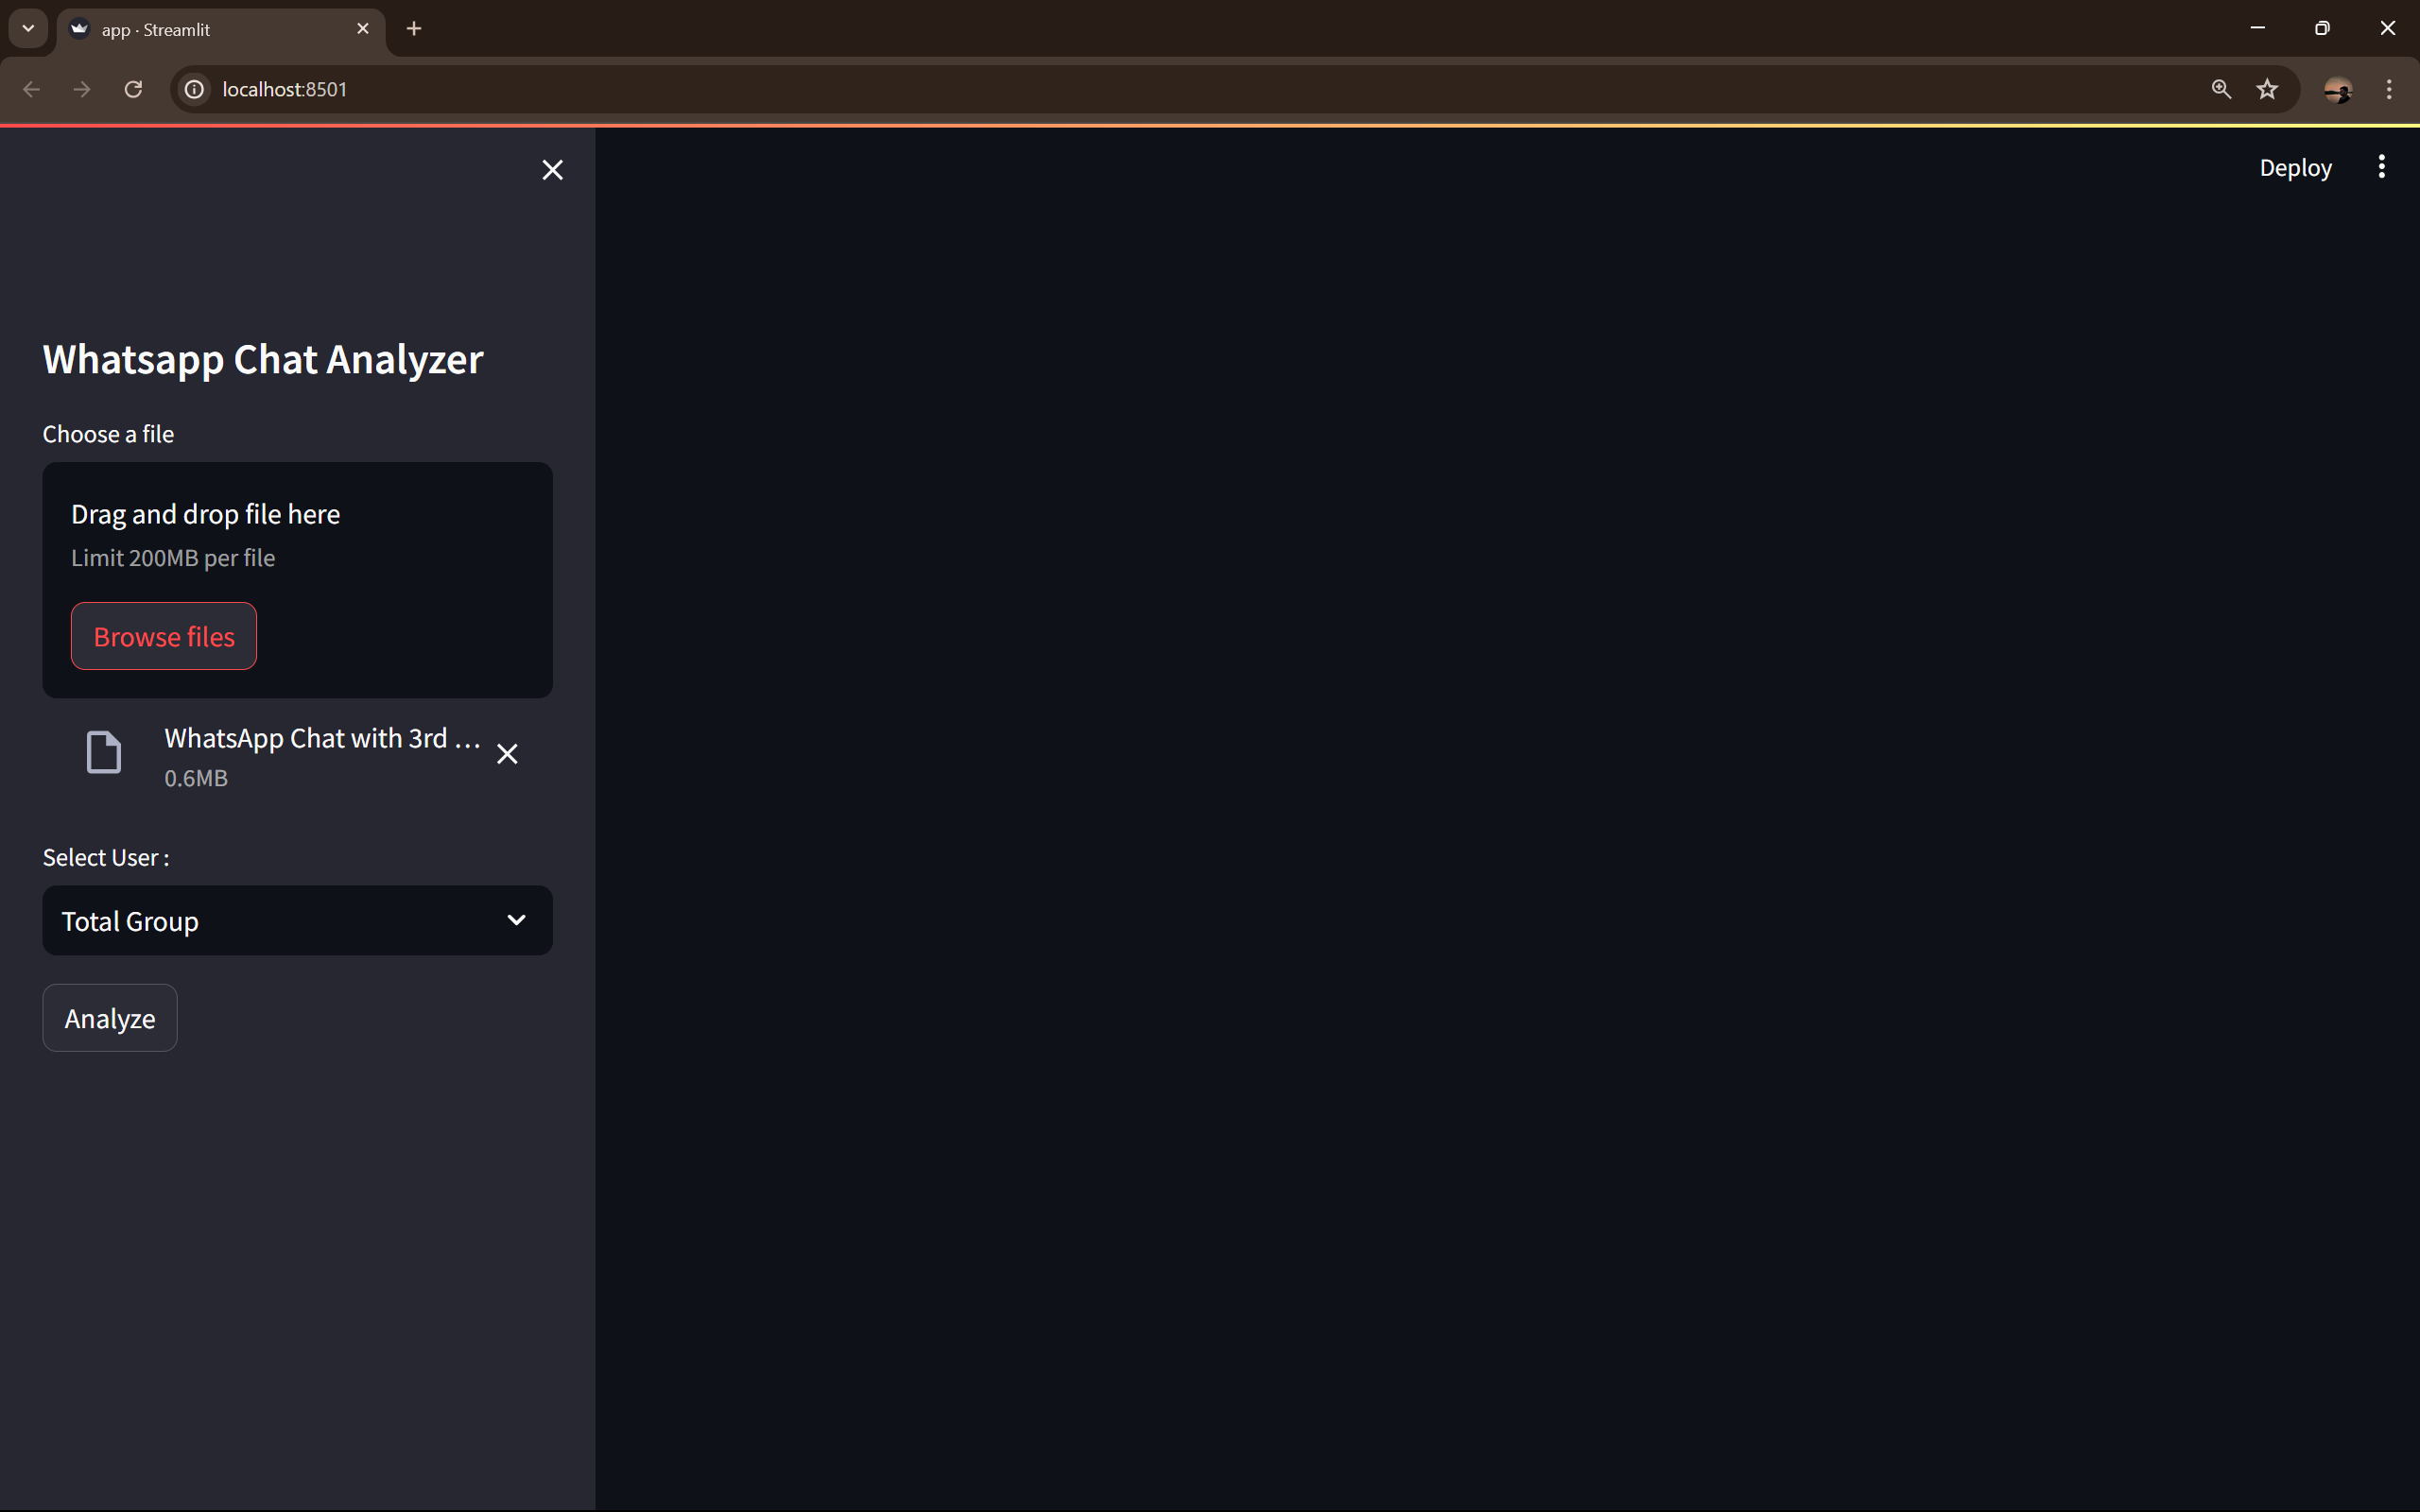 app · Streamlit
localhost:8501
Deploy
Whatsapp Chat Analyzer
Choose a file
Drag and drop file here
Limit 200MB per file
Browse files
WhatsApp Chat with 3rd ...
0.6MB
Select User :
Total Group
Analyze